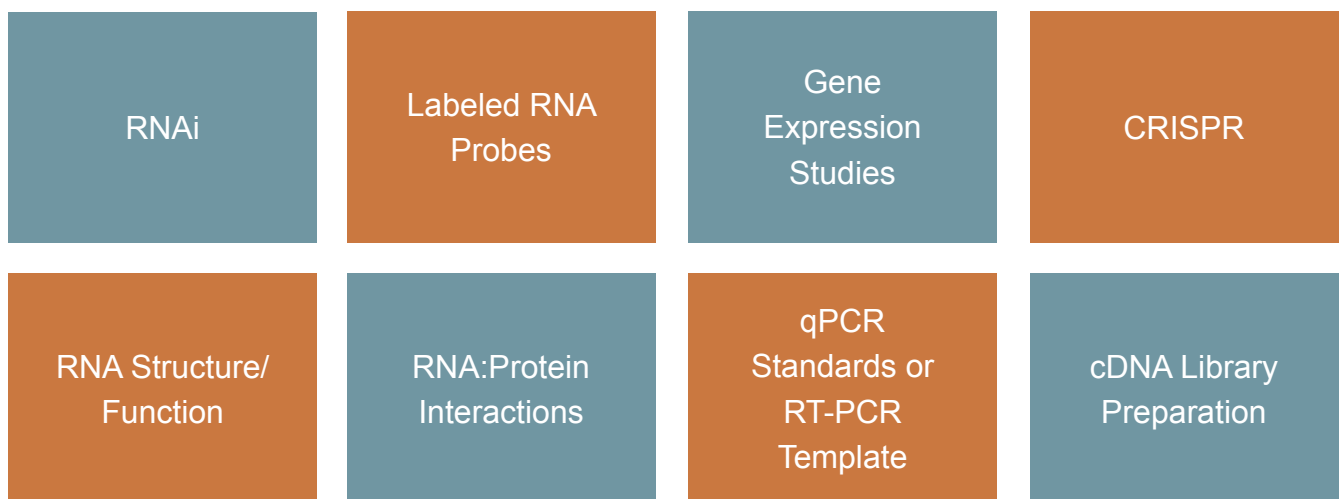 RNAi
Labeled RNA
Probes
Gene
Expression
Studies
CRISPR
RNA Structure/
Function
RNA:Protein
Interactions
qPCR
Standards or
RT-PCR
Template
cDNA Library
Preparation